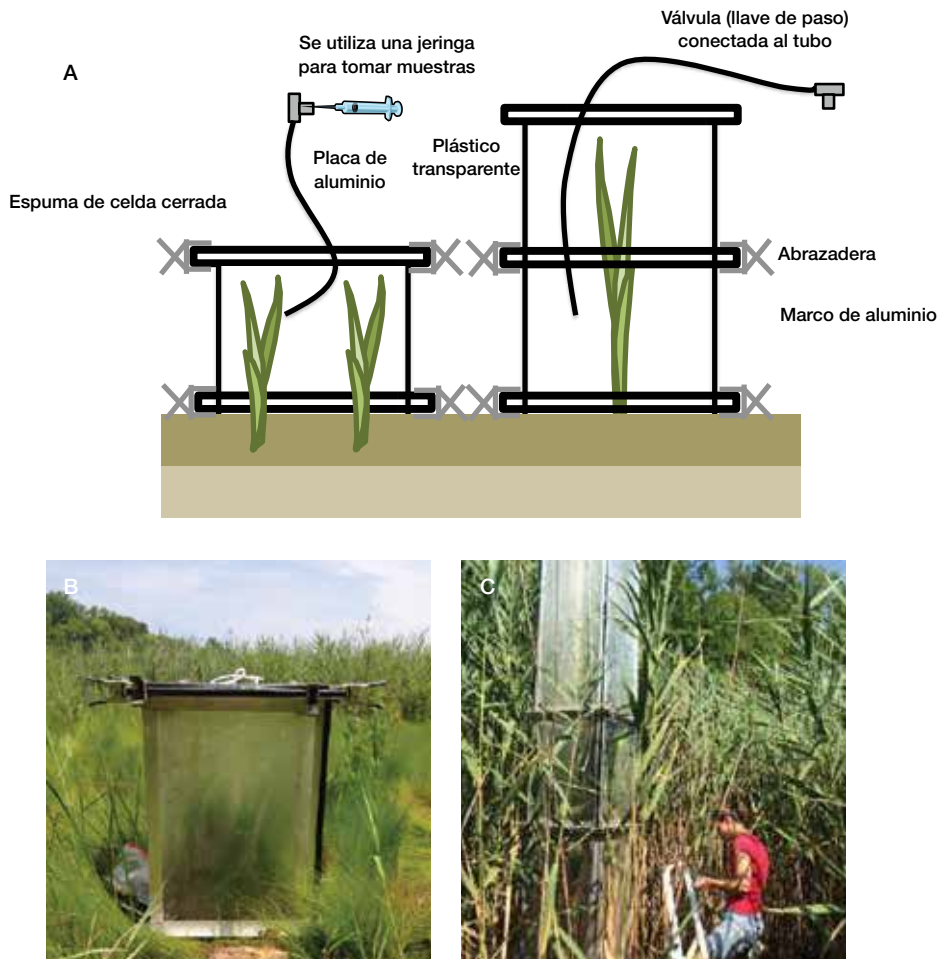 A
Se utiliza una jeringa
para tomar muestras
Válvula (llave de paso)
conectada al tubo
Placa de
aluminio
Plástico
transparente
Espuma de celda cerrada
Abrazadera
Marco de aluminio
B
C